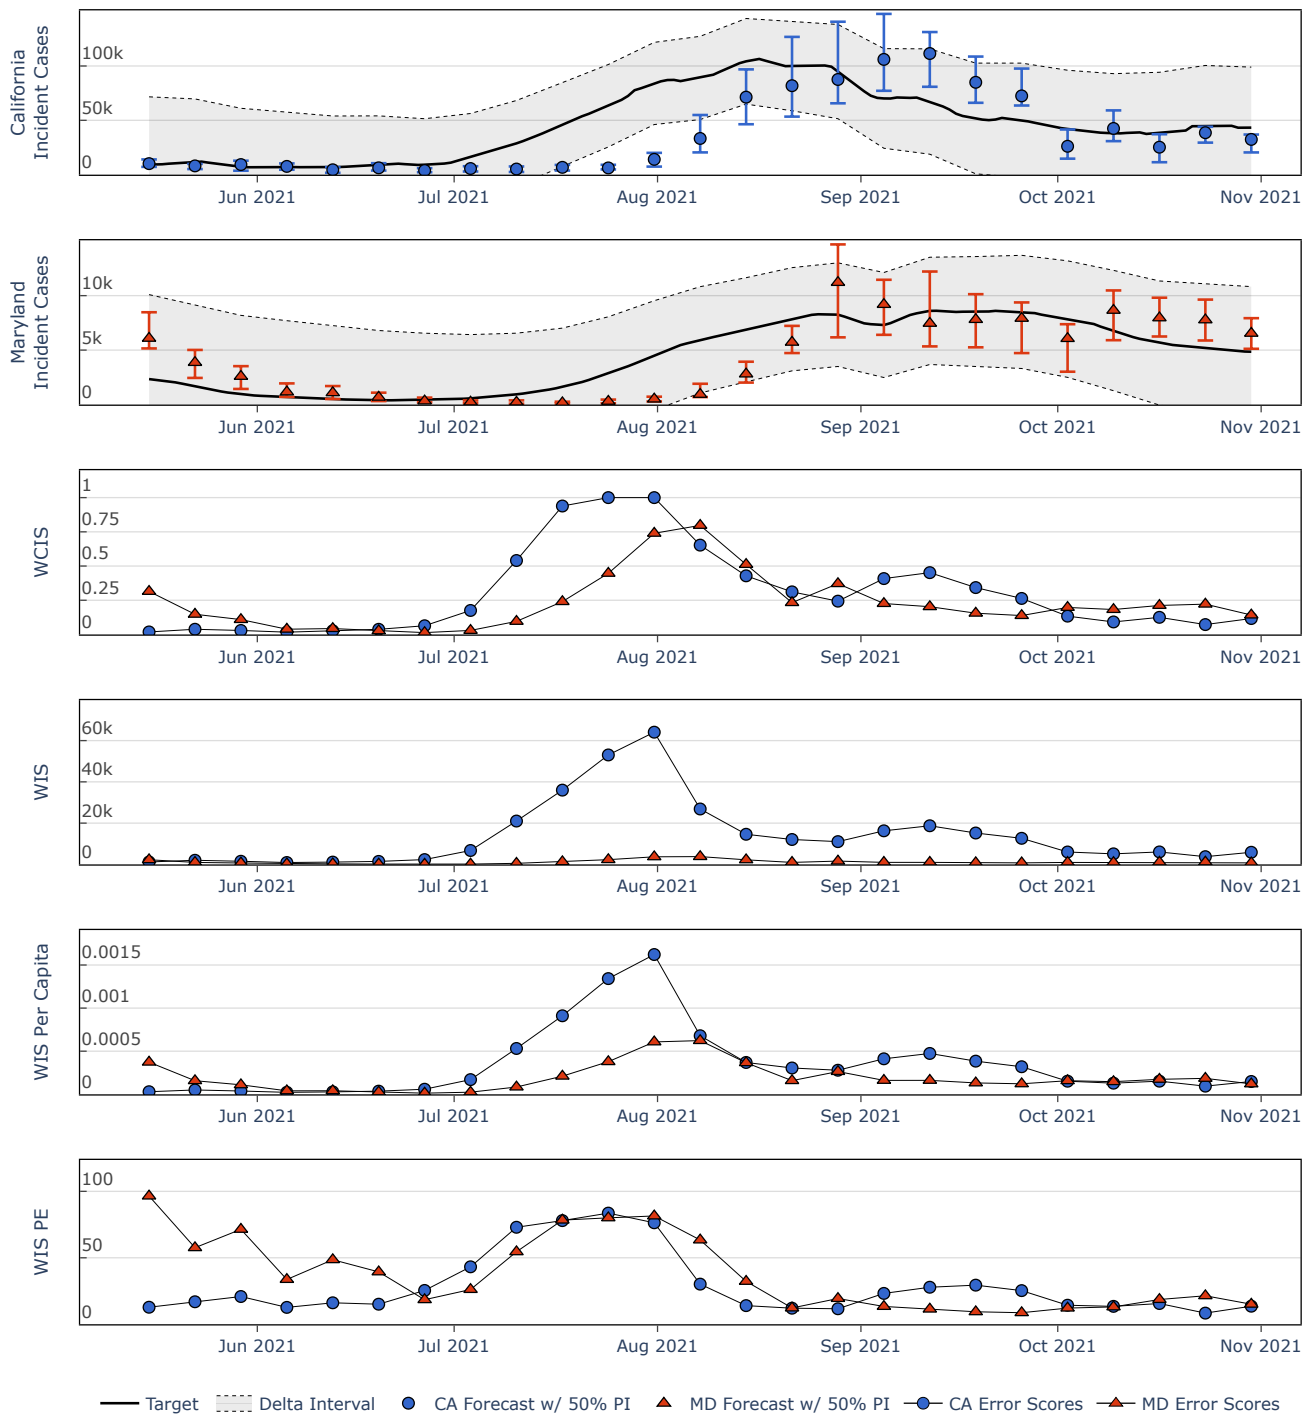 California
Incident Cases
100k
50k
0
Jun 2021 Jul 2021 Aug 2021 Sep 2021 Oct 2021 Nov 2021
Maryland
Incident Cases
10k
5k
0
Jun 2021 Jul 2021 Aug 2021 Sep 2021 Oct 2021 Nov 2021
WCIS
1
0.75
0.5
0.25
0
Jun 2021 Jul 2021 Aug 2021 Sep 2021 Oct 2021 Nov 2021
WIS
60k
40k
20k
0
Jun 2021 Jul 2021 Aug 2021 Sep 2021 Oct 2021 Nov 2021
WIS Per Capita
0.0015
0.001
0.0005
0
Jun 2021 Jul 2021 Aug 2021 Sep 2021 Oct 2021 Nov 2021
WIS PE
100
50
0
Jun 2021 Jul 2021 Aug 2021 Sep 2021 Oct 2021 Nov 2021
Target Delta Interval CA Forecast w/ 50% PI MD Forecast w/ 50% PI CA Error Scores MD Error Scores